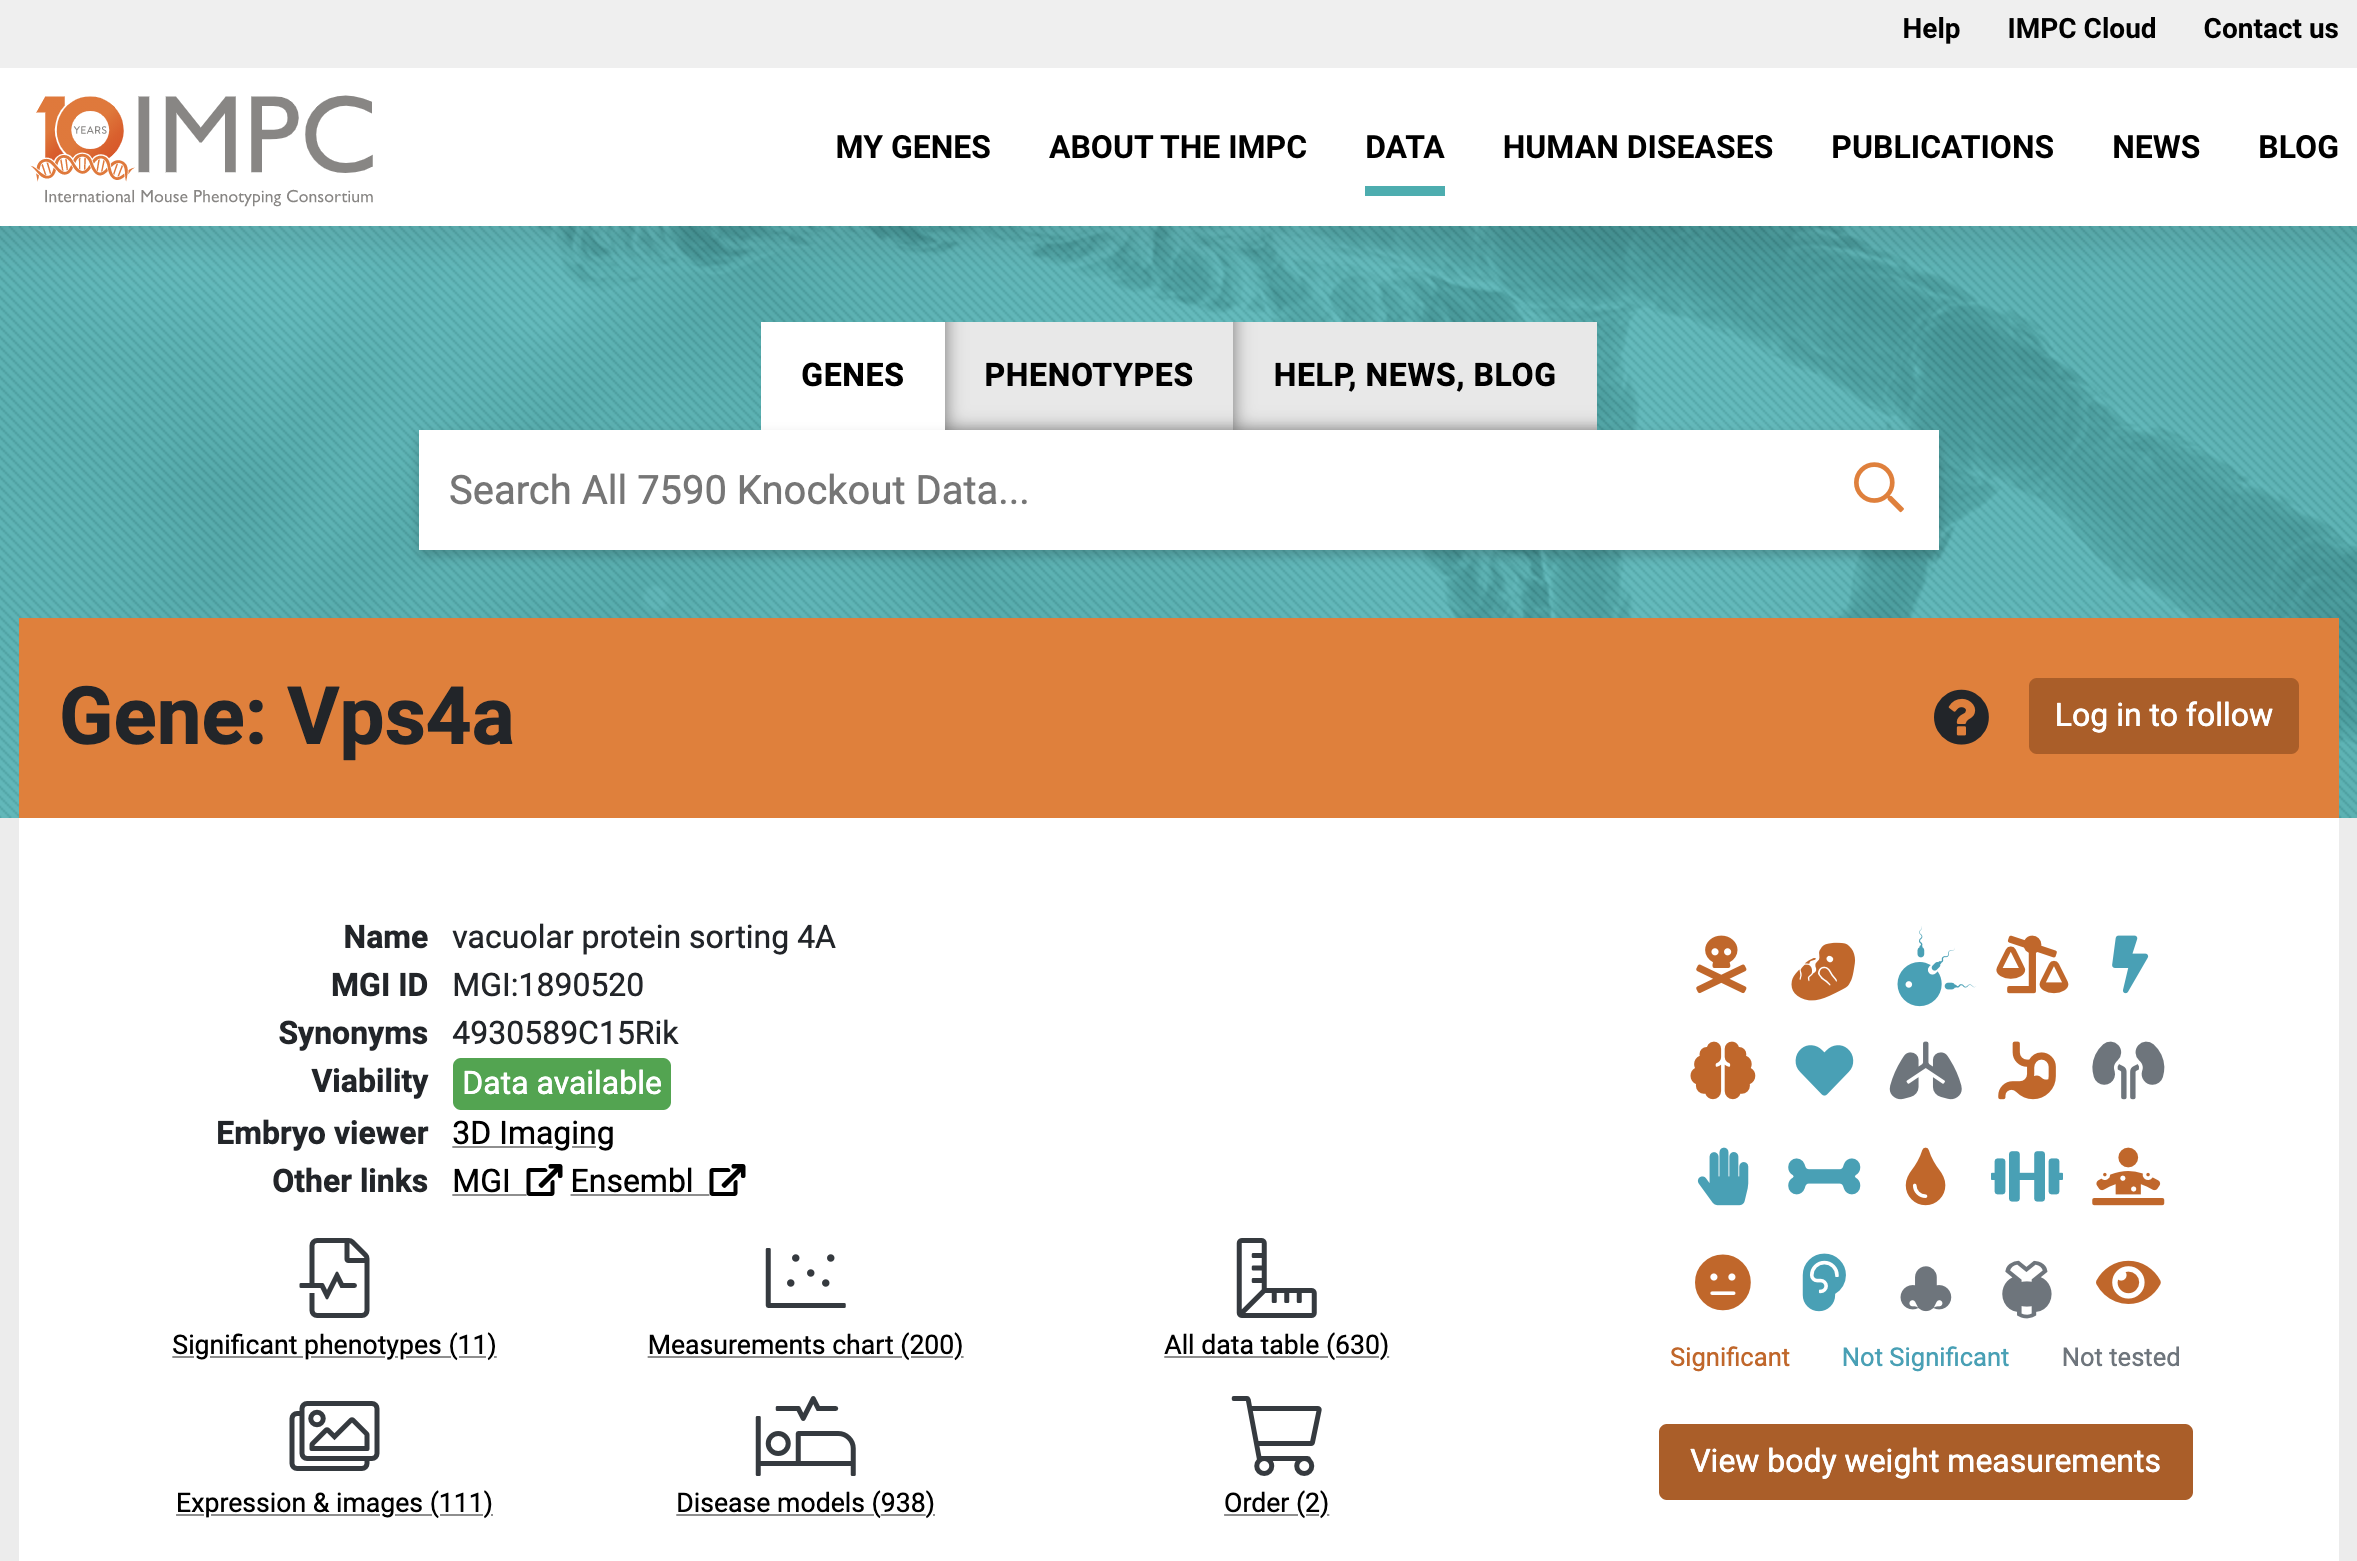 Help IMPC Cloud Contact us
10 YEARS IMPC
International Mouse Phenotyping Consortium
MY GENES ABOUT THE IMPC DATA HUMAN DISEASES PUBLICATIONS NEWS BLOG
GENES PHENOTYPES HELP, NEWS, BLOG
Search All 7590 Knockout Data...
Gene: Vps4a
? Log in to follow
Name vacuolar protein sorting 4A
MGI ID MGI:1890520
Synonyms 4930589C15Rik
Viability Data available
Embryo viewer 3D Imaging
Other links MGI Ensembl
Significant phenotypes (11) Measurements chart (200) All data table (630)
Expression & images (111) Disease models (938) Order (2)
Significant Not Significant Not tested
View body weight measurements